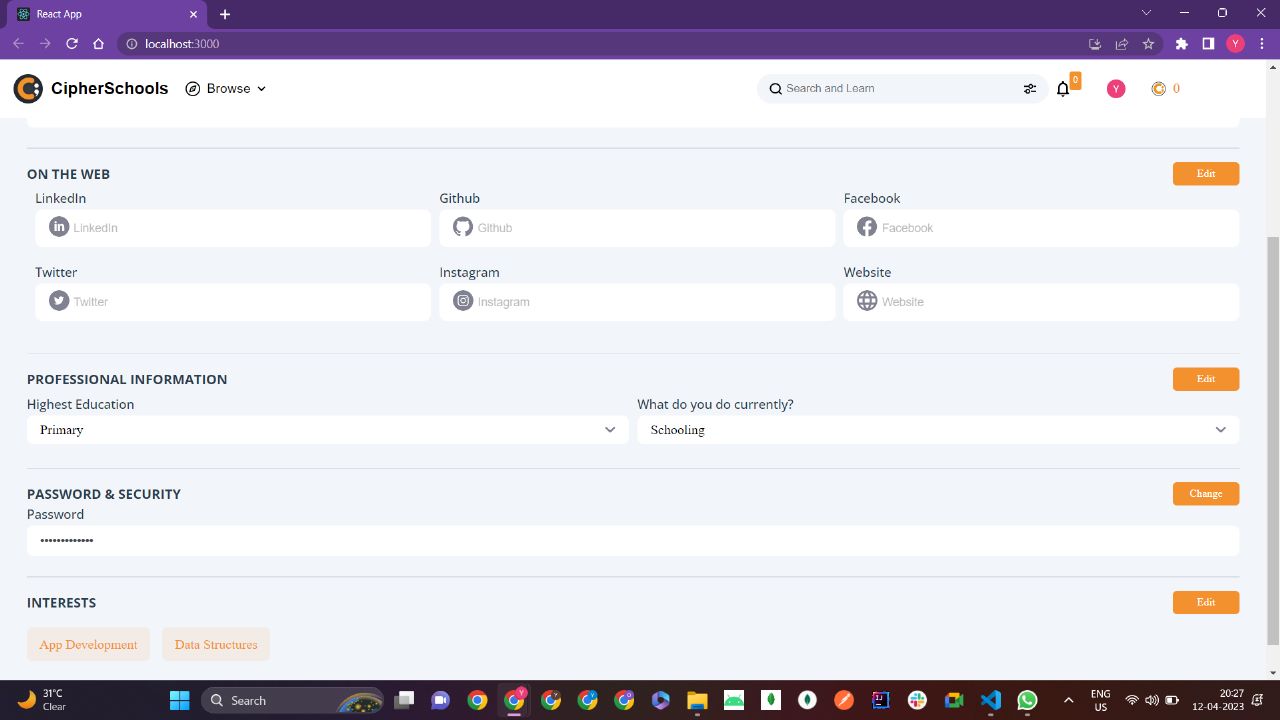 React App
localhost:3000
CipherSchools
Browse
Search and Learn
0
Y
0
ON THE WEB
Edit
LinkedIn
Github
Facebook
LinkedIn
Github
Facebook
Twitter
Instagram
Website
Twitter
Instagram
Website
PROFESSIONAL INFORMATION
Edit
Highest Education
What do you do currently?
Primary
Schooling
PASSWORD & SECURITY
Change
Password
•••••••••••••
INTERESTS
Edit
App Development
Data Structures
31°C
Clear
Search
ENG
US
20:27
12-04-2023